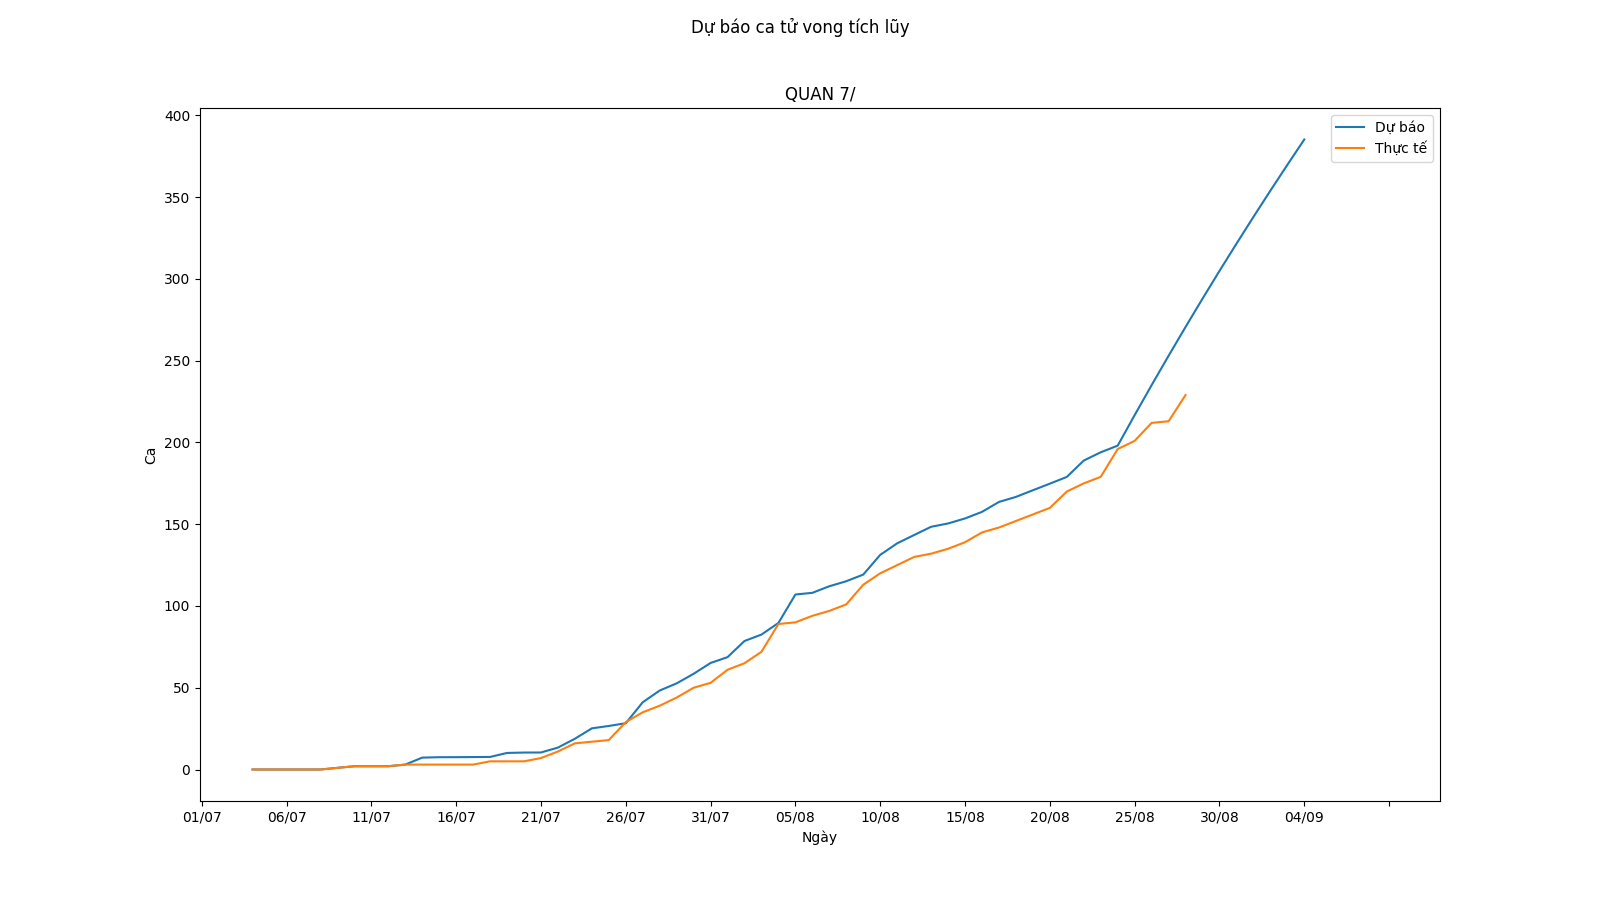 Dự báo ca tử vong tích lũy
QUAN 7/
400
350
300
250
200
150
100
50
0
Ca
Dự báo
Thực tế
01/07 06/07 11/07 16/07 21/07 26/07 31/07 05/08 10/08 15/08 20/08 25/08 30/08 04/09
Ngày